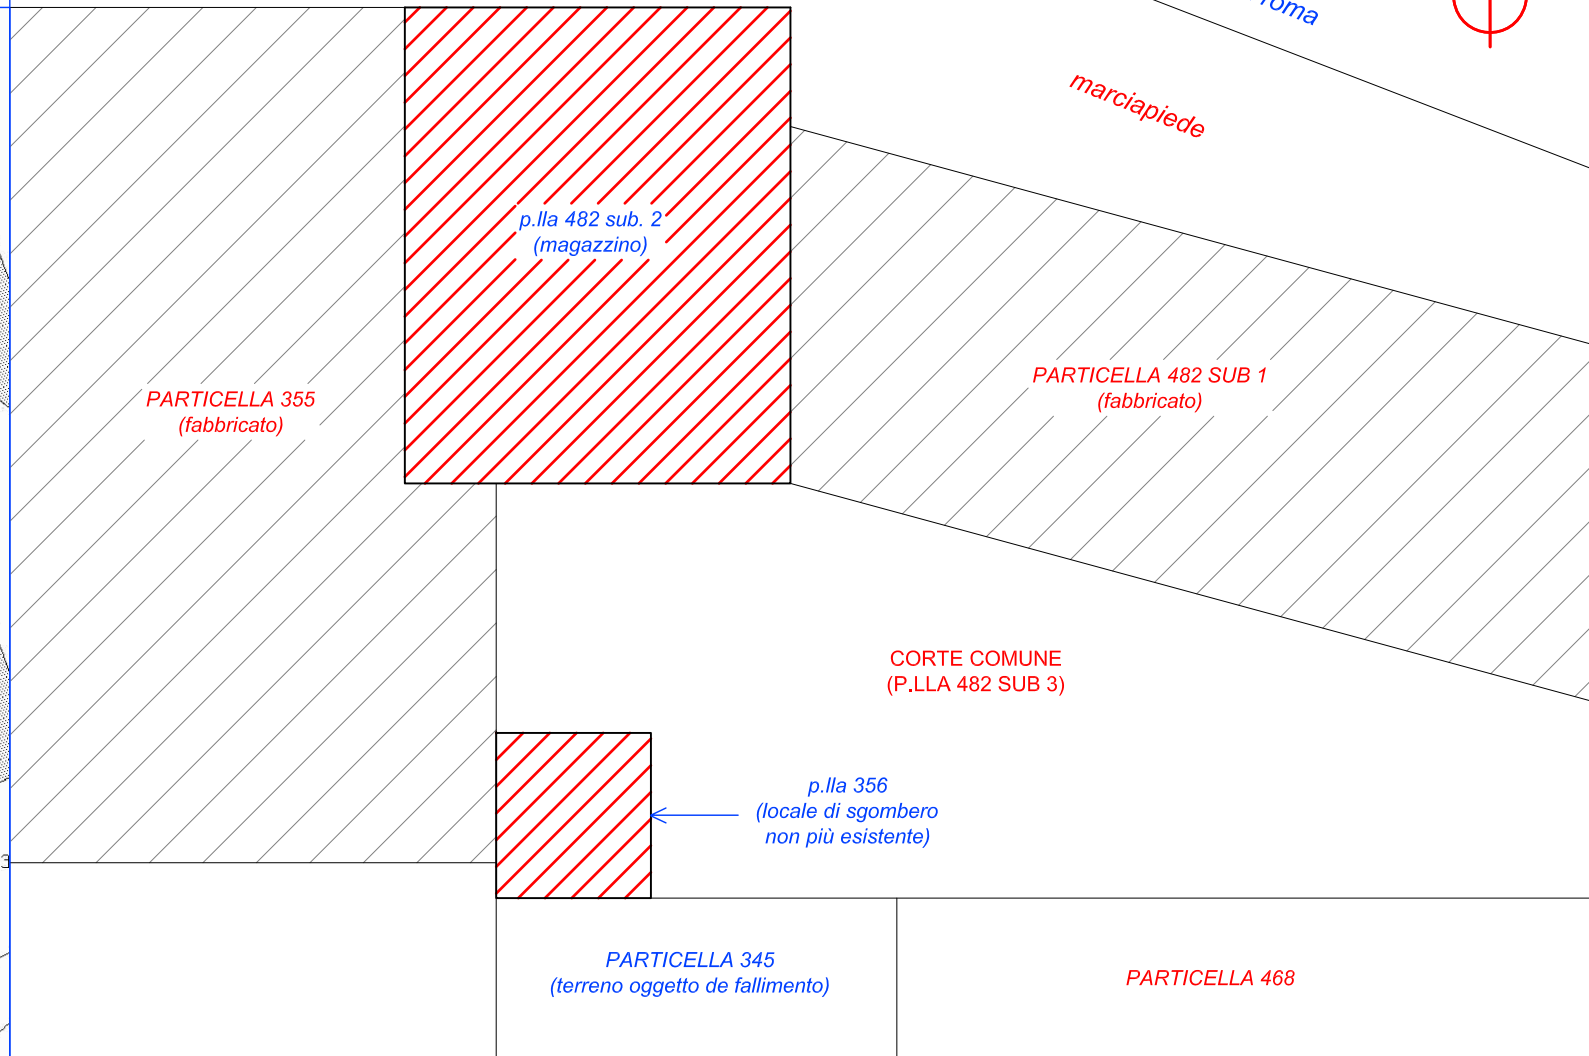 roma
marciapiede
p.lla 482 sub. 2
(magazzino)
PARTICELLA 482 SUB 1
(fabbricato)
PARTICELLA 355
(fabbricato)
CORTE COMUNE
(P.LLA 482 SUB 3)
p.lla 356
(locale di sgombero
non più esistente)
3
PARTICELLA 345
(terreno oggetto de fallimento)
PARTICELLA 468